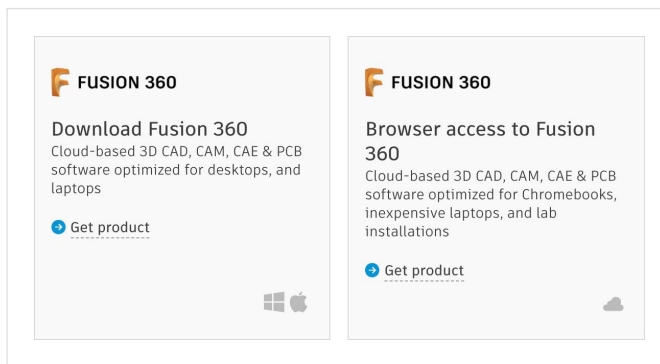 FUSION 360
Download Fusion 360
Cloud-based 3D CAD, CAM, CAE & PCB
software optimized for desktops, and
laptops
Get product
FUSION 360
Browser access to Fusion
360
Cloud-based 3D CAD, CAM, CAE & PCB
software optimized for Chromebooks,
inexpensive laptops, and lab
installations
Get product